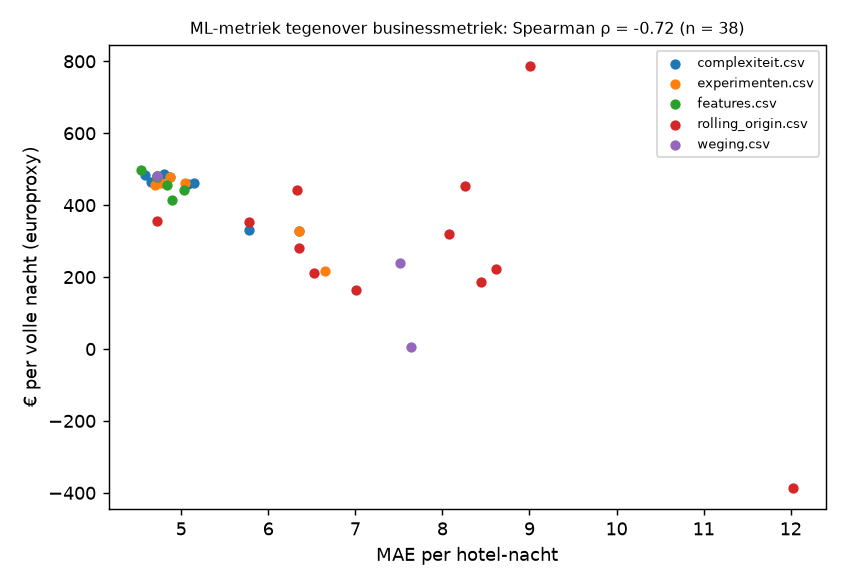 ML-metriek tegenover businessmetriek: Spearman ρ = -0.72 (n = 38)
complexiteit.csv
experimenten.csv
features.csv
rolling_origin.csv
weging.csv
€ per volle nacht (europroxy)
800
600
400
200
0
−200
−400
5 6 7 8 9 10 11 12
MAE per hotel-nacht